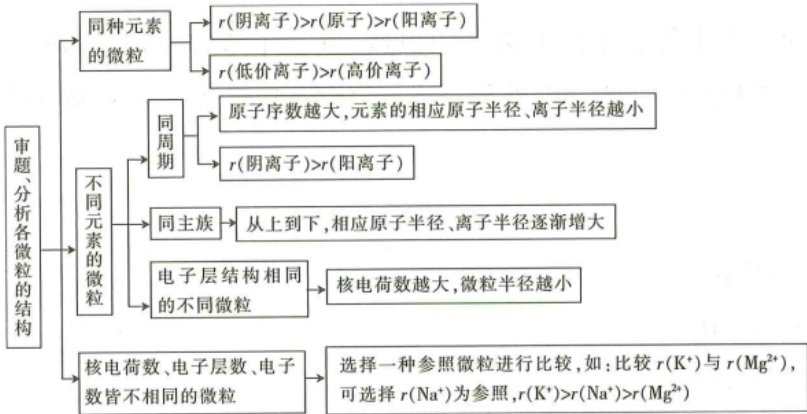 审题、分析各微粒的结构
同种元素
的微粒
r(阴离子)>r(原子)>r(阳离子)
r(低价离子)>r(高价离子)
不同元素的微粒
同周期
原子序数越大,元素的相应原子半径、离子半径越小
r(阴离子)>r(阳离子)
同主族
从上到下,相应原子半径、离子半径逐渐增大
电子层结构相同
的不同微粒
核电荷数越大,微粒半径越小
核电荷数、电子层数、电子
数皆不相同的微粒
选择一种参照微粒进行比较,如:比较r(K⁺)与r(Mg²⁺),
可选择r(Na⁺)为参照,r(K⁺)>r(Na⁺)>r(Mg²⁺)